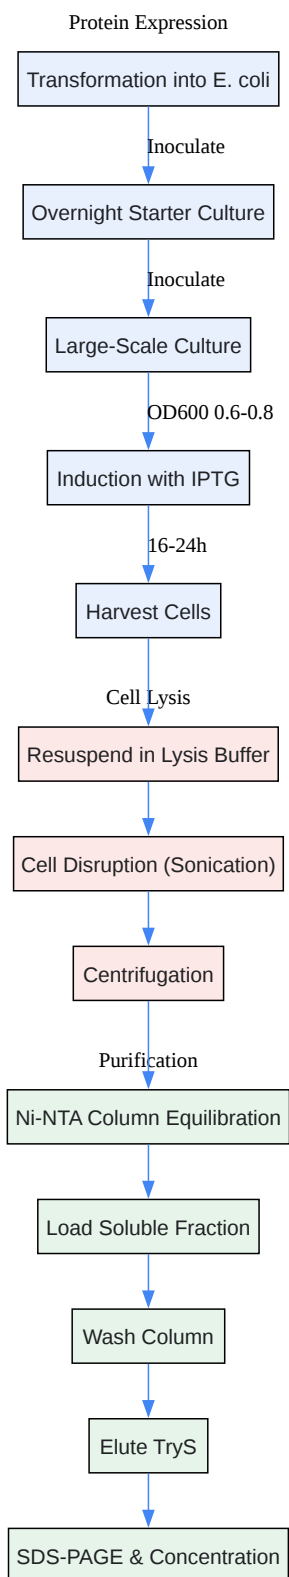 Protein Expression
Transformation into E. coli
Inoculate
Overnight Starter Culture
Inoculate
Large-Scale Culture
OD600 0.6-0.8
Induction with IPTG
16-24h
Harvest Cells
Cell Lysis
Resuspend in Lysis Buffer
Cell Disruption (Sonication)
Centrifugation
Purification
Ni-NTA Column Equilibration
Load Soluble Fraction
Wash Column
Elute TryS
SDS-PAGE & Concentration